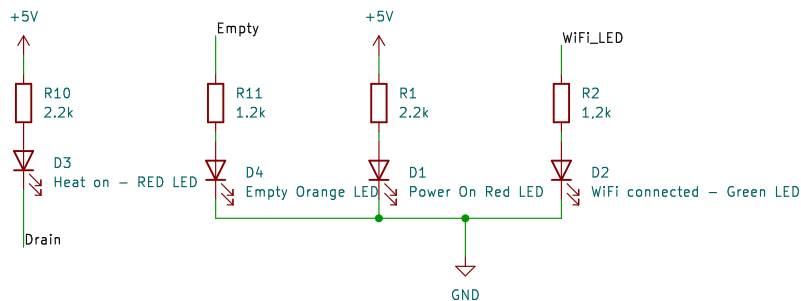 +5V
Empty
+5V
WiFi_LED
R10
2.2k
R11
1.2k
R1
2.2k
R2
1,2k
D3
Heat on – RED LED
D4
Empty Orange LED
D1
Power On Red LED
D2
WiFi connected – Green LED
Drain
GND